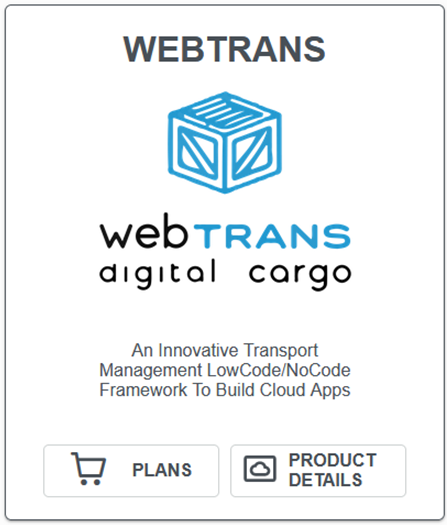 WEBTRANS
webTRANS
digital cargo
An Innovative Transport
Management LowCode/NoCode
Framework To Build Cloud Apps
PLANS
PRODUCT
DETAILS